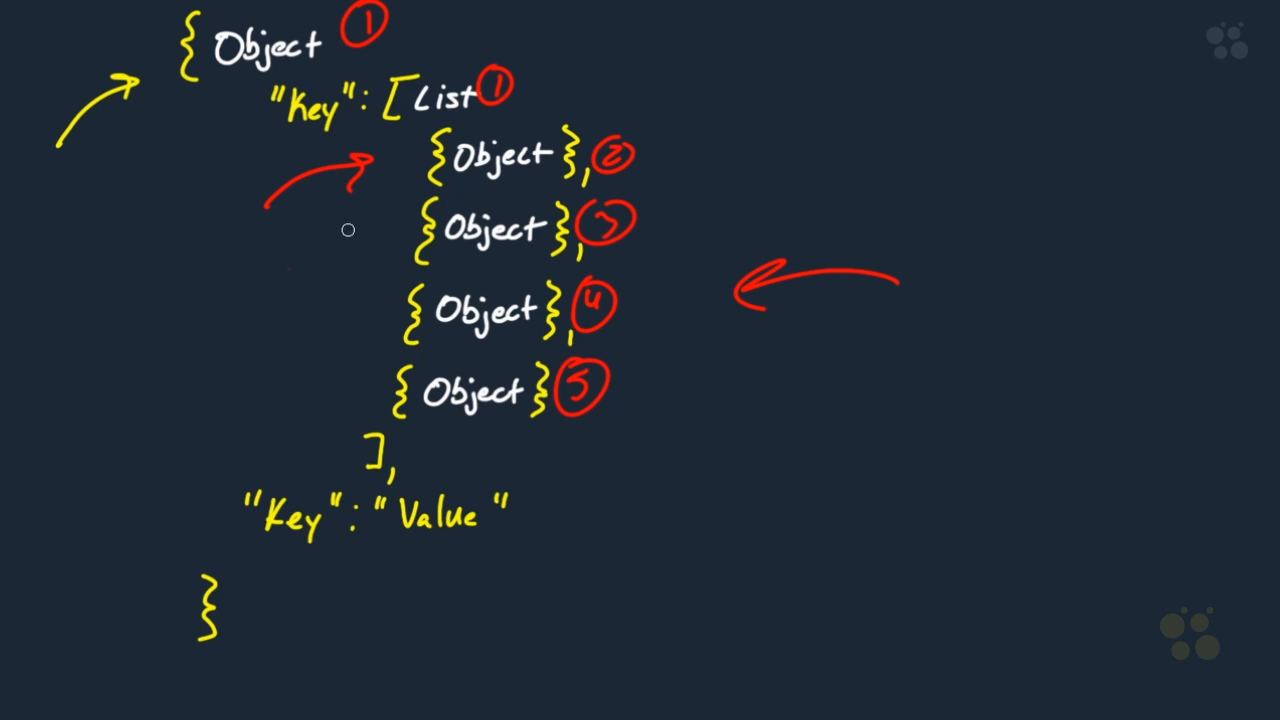 { Object 1
"Key": [ List 1
{ Object }, 2
{ Object }, 3
{ Object }, 4
{ Object } 5
],
"Key": "Value"
}